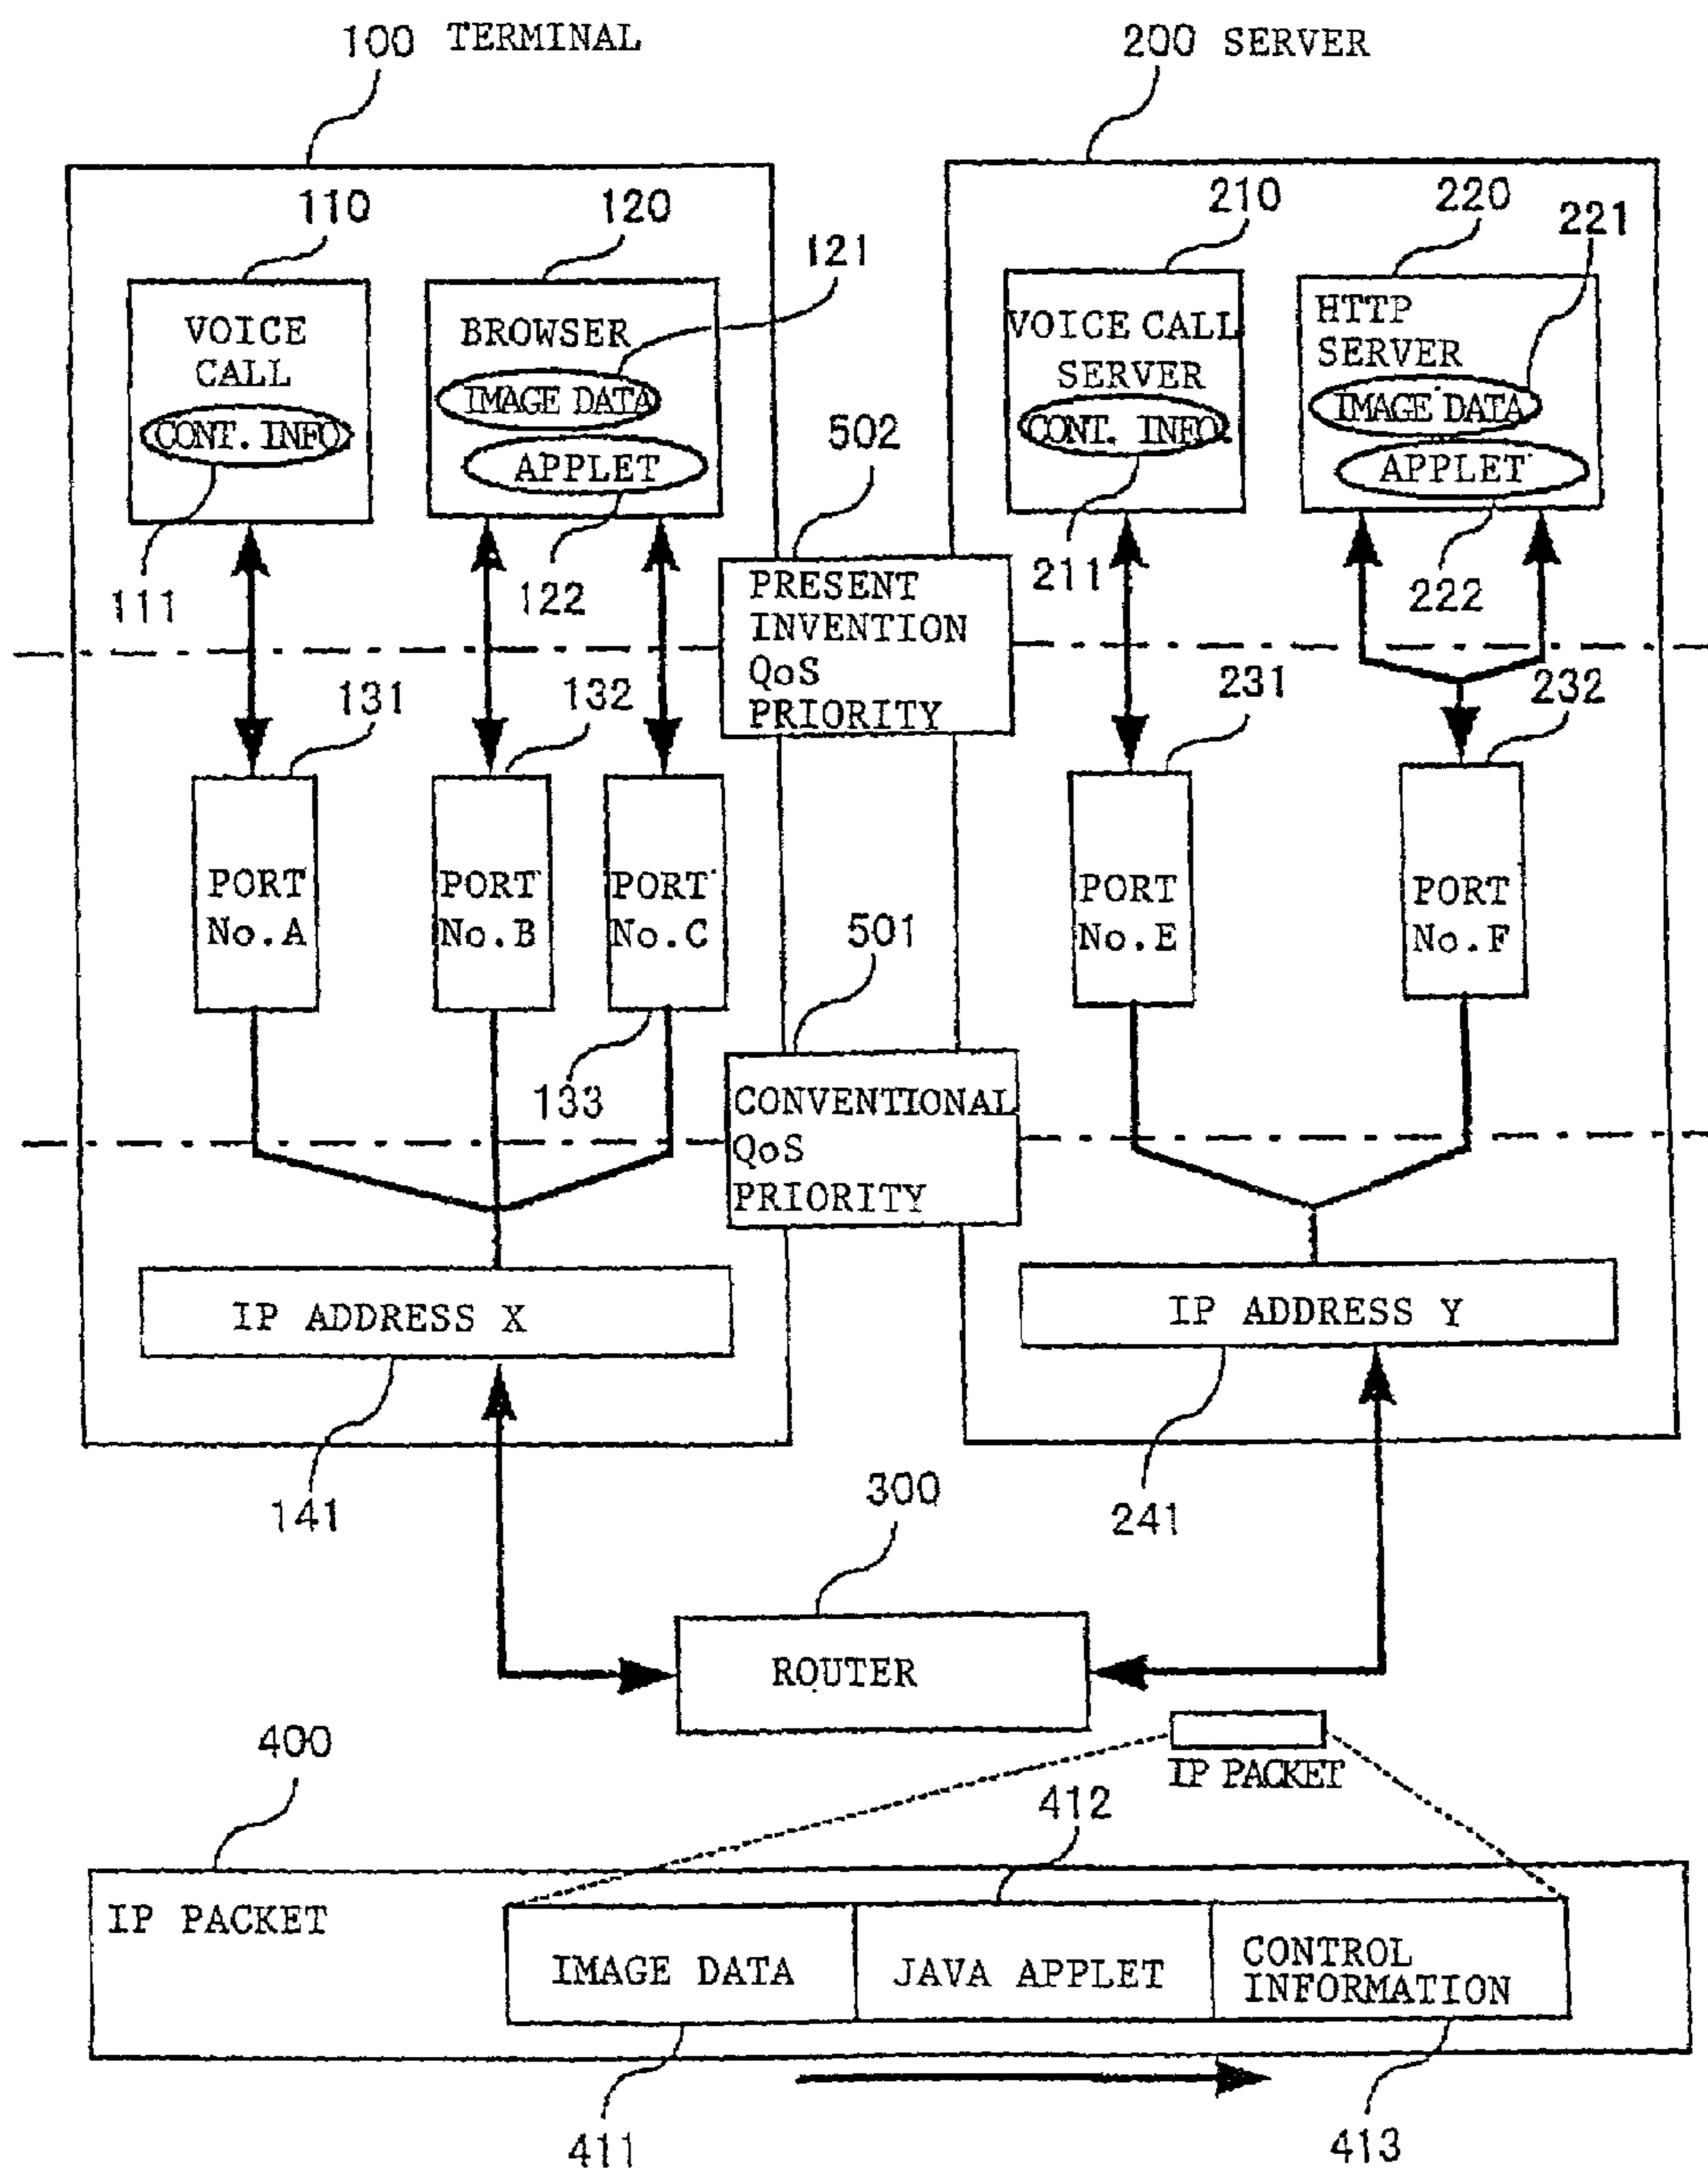 100 TERMINAL
200 SERVER
110
120
121
210
220
221
VOICE
CALL
CONT. INFO
BROWSER
IMAGE DATA
APPLET
VOICE CALL
SERVER
CONT. INFO.
HTTP
SERVER
IMAGE DATA
APPLET
111
122
502
211
222
PRESENT
INVENTION
QoS
PRIORITY
131
132
231
232
PORT
No.A
PORT
No.B
PORT
No.C
PORT
No.E
PORT
No.F
133
501
CONVENTIONAL
QoS
PRIORITY
IP ADDRESS X
IP ADDRESS Y
141
241
300
ROUTER
400
IP PACKET
412
IP PACKET
IMAGE DATA
JAVA APPLET
CONTROL
INFORMATION
411
413